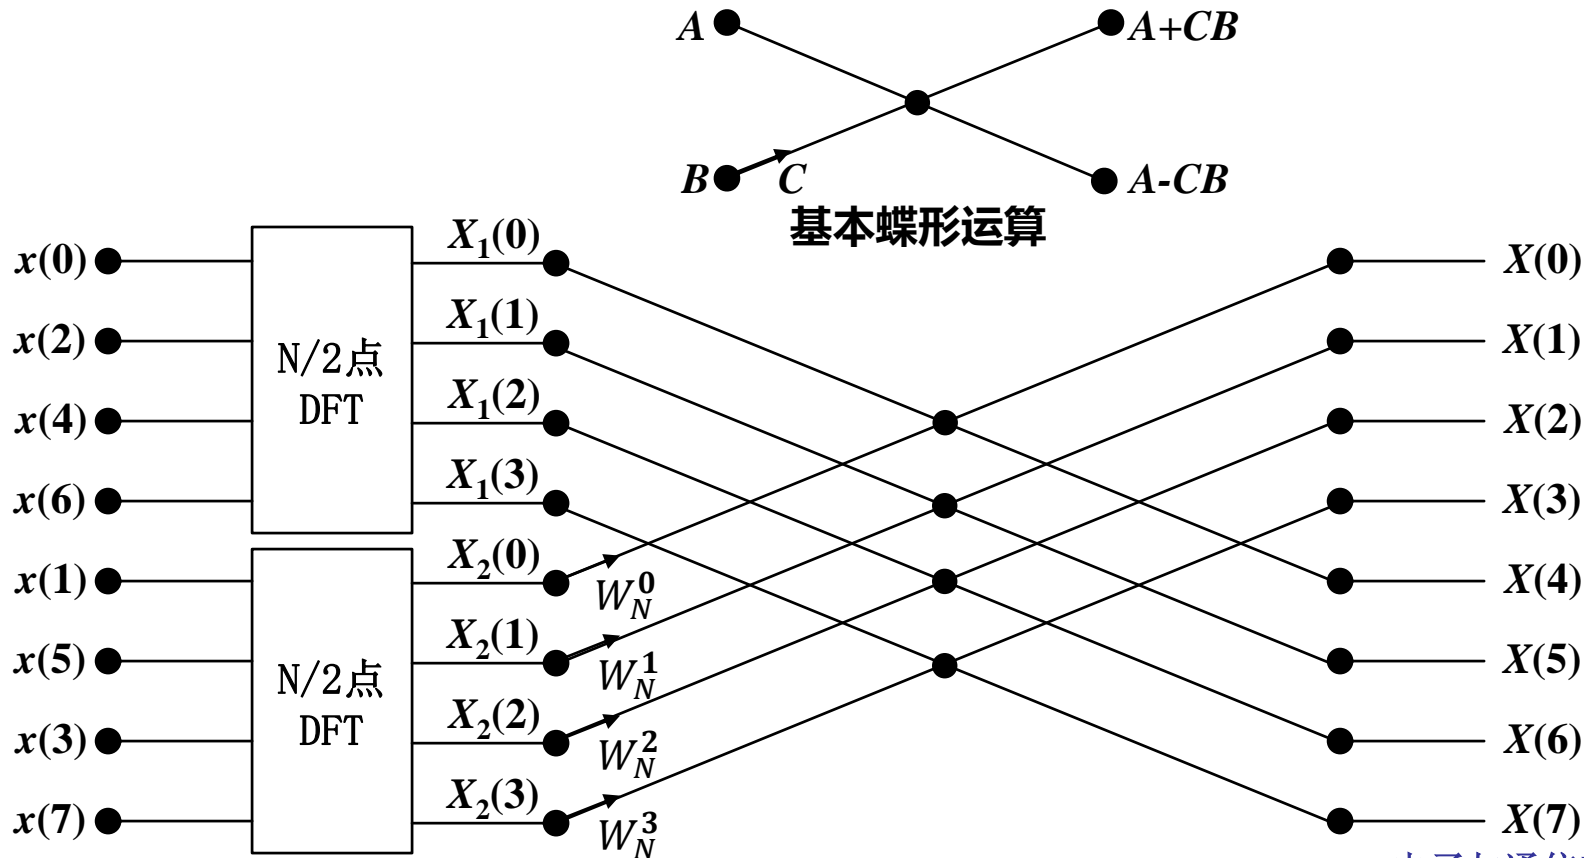 A A+CB
B C A-CB
基本蝶形运算
x(0) X₁(0) X(0)
x(2) X₁(1) X(1)
N/2点
DFT
x(4) X₁(2) X(2)
x(6) X₁(3) X(3)
x(1) X₂(0) W_N^0 X(4)
x(5) X₂(1) W_N^1 X(5)
N/2点
DFT
x(3) X₂(2) W_N^2 X(6)
x(7) X₂(3) W_N^3 X(7)